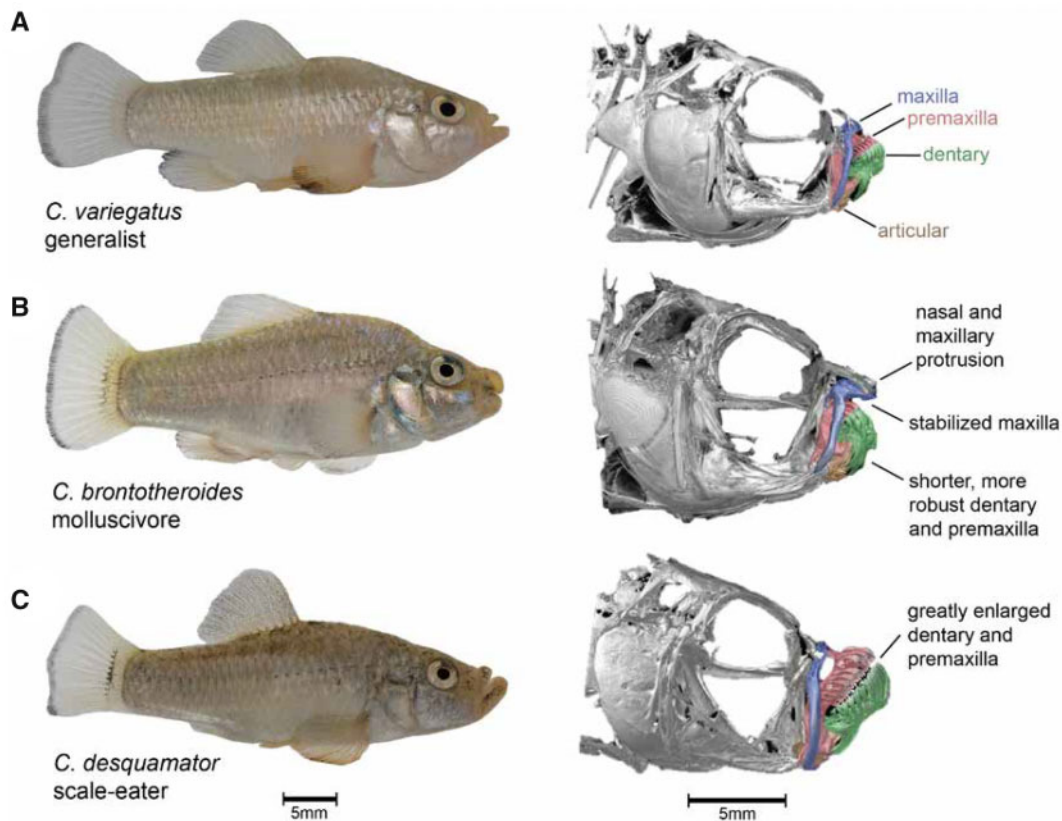 A
C. variegatus
generalist
maxilla
premaxilla
dentary
articular
B
C. brontotheroides
molluscivore
nasal and
maxillary
protrusion
stabilized maxilla
shorter, more
robust dentary
and premaxilla
C
C. desquamator
scale-eater
greatly enlarged
dentary and
premaxilla
5mm
5mm